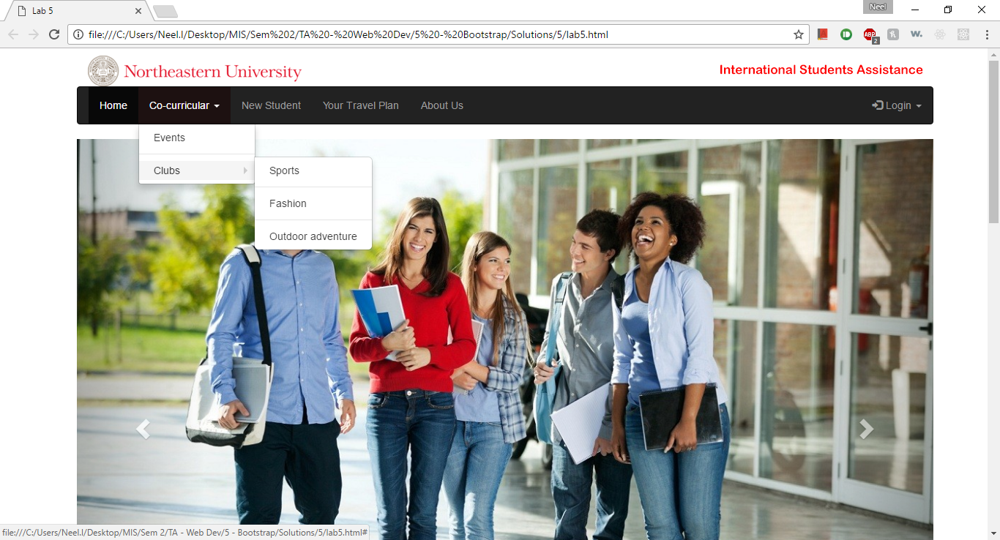 Lab 5
Neel
file:///C:/Users/Neel.I/Desktop/MIS/Sem%202/TA%20-%20Web%20Dev/5%20-%20Bootstrap/Solutions/5/lab5.html
ABP
2
w.
Northeastern University
International Students Assistance
Home
Co-curricular
New Student
Your Travel Plan
About Us
Login
Events
Clubs
Sports
Fashion
Outdoor adventure
file:///C:/Users/Neel.I/Desktop/MIS/Sem 2/TA - Web Dev/5 - Bootstrap/Solutions/5/lab5.html#